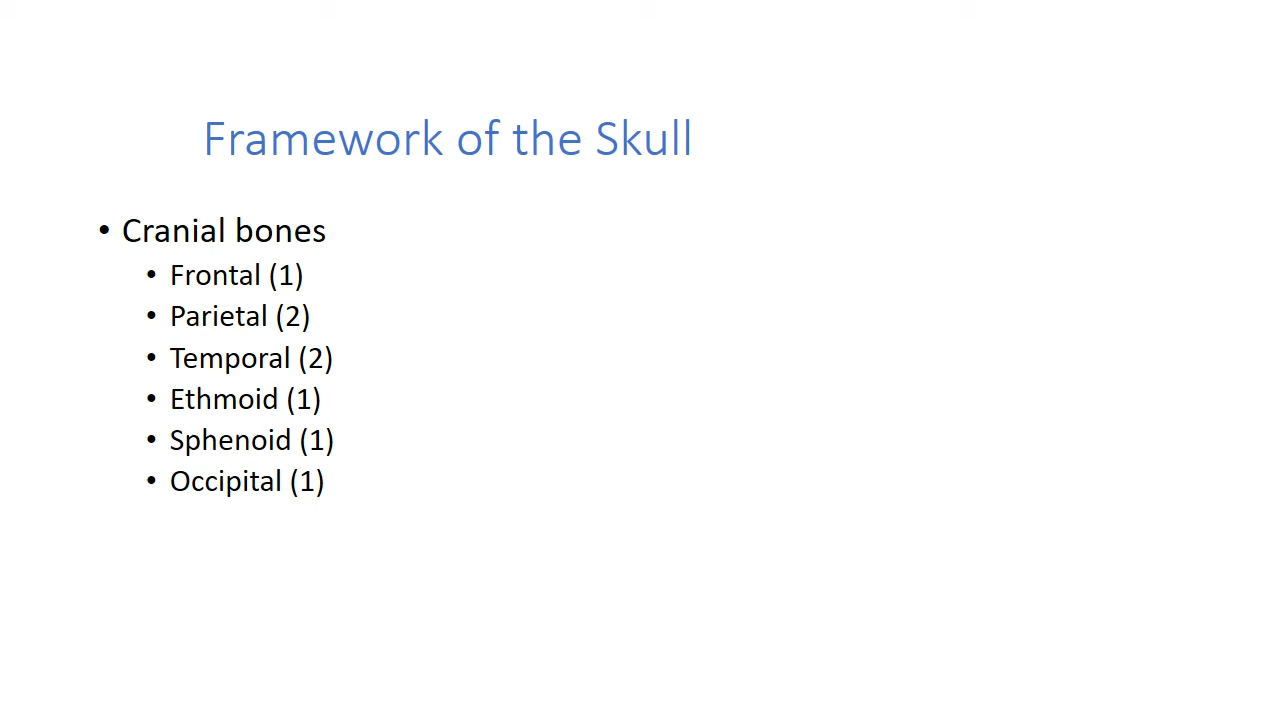 Framework of the Skull
• Cranial bones
• Frontal (1)
• Parietal (2)
• Temporal (2)
• Ethmoid (1)
• Sphenoid (1)
• Occipital (1)